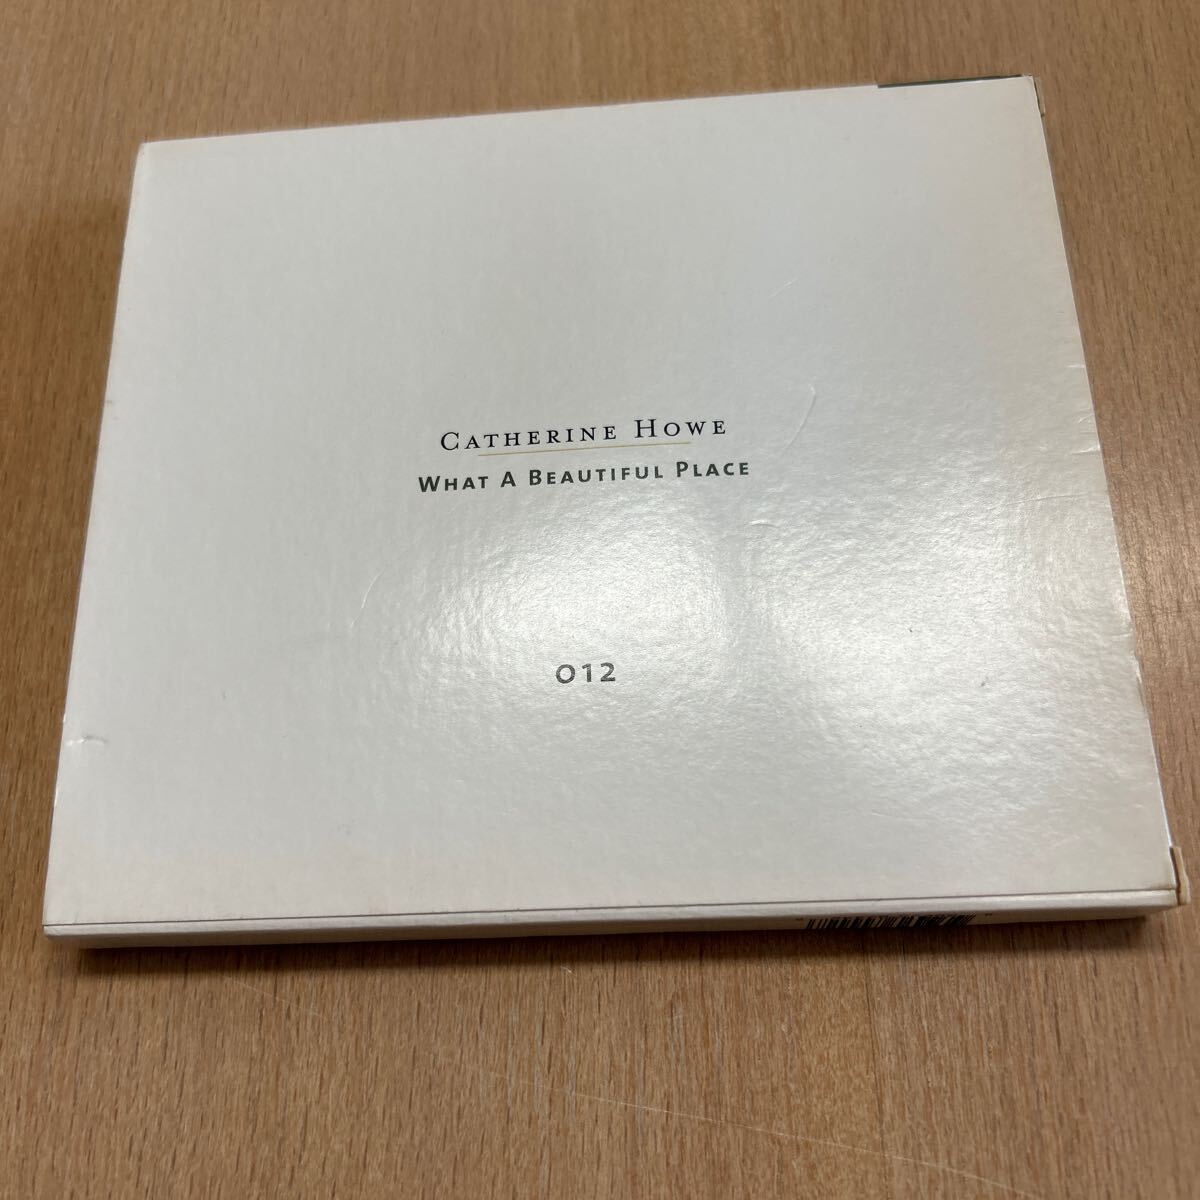 CATHERINE HOWE
WHAT A BEAUTIFUL PLACE
012